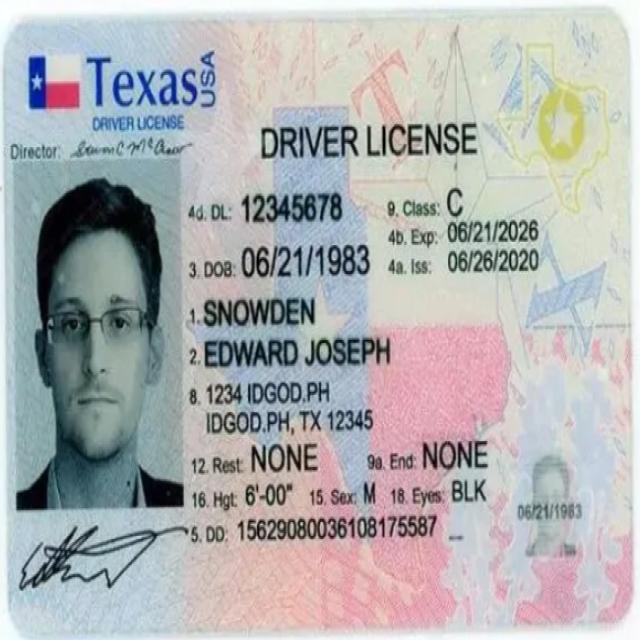 Texas USA
DRIVER LICENSE
Director:
DRIVER LICENSE
4d. DL: 12345678 9. Class: C
4b. Exp: 06/21/2026
3. DOB: 06/21/1983 4a. Iss: 06/26/2020
1. SNOWDEN
2. EDWARD JOSEPH
8. 1234 IDGOD.PH
IDGOD.PH, TX 12345
12. Rest: NONE 9a. End: NONE
16. Hgt: 6'-00" 15. Sex: M 18. Eyes: BLK
06/21/1983
5. DD: 15629080036108175587